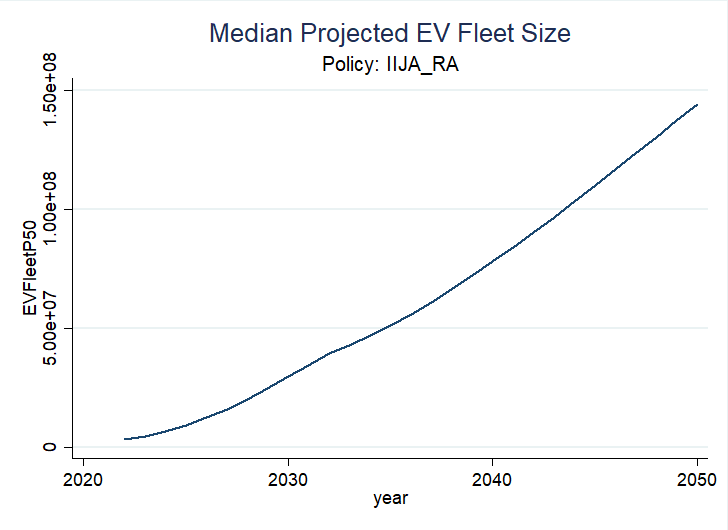 Median Projected EV Fleet Size
Policy: IIJA_RA
EVFleetP50
1.50e+08
1.00e+08
5.00e+07
0
2020
2030
2040
2050
year